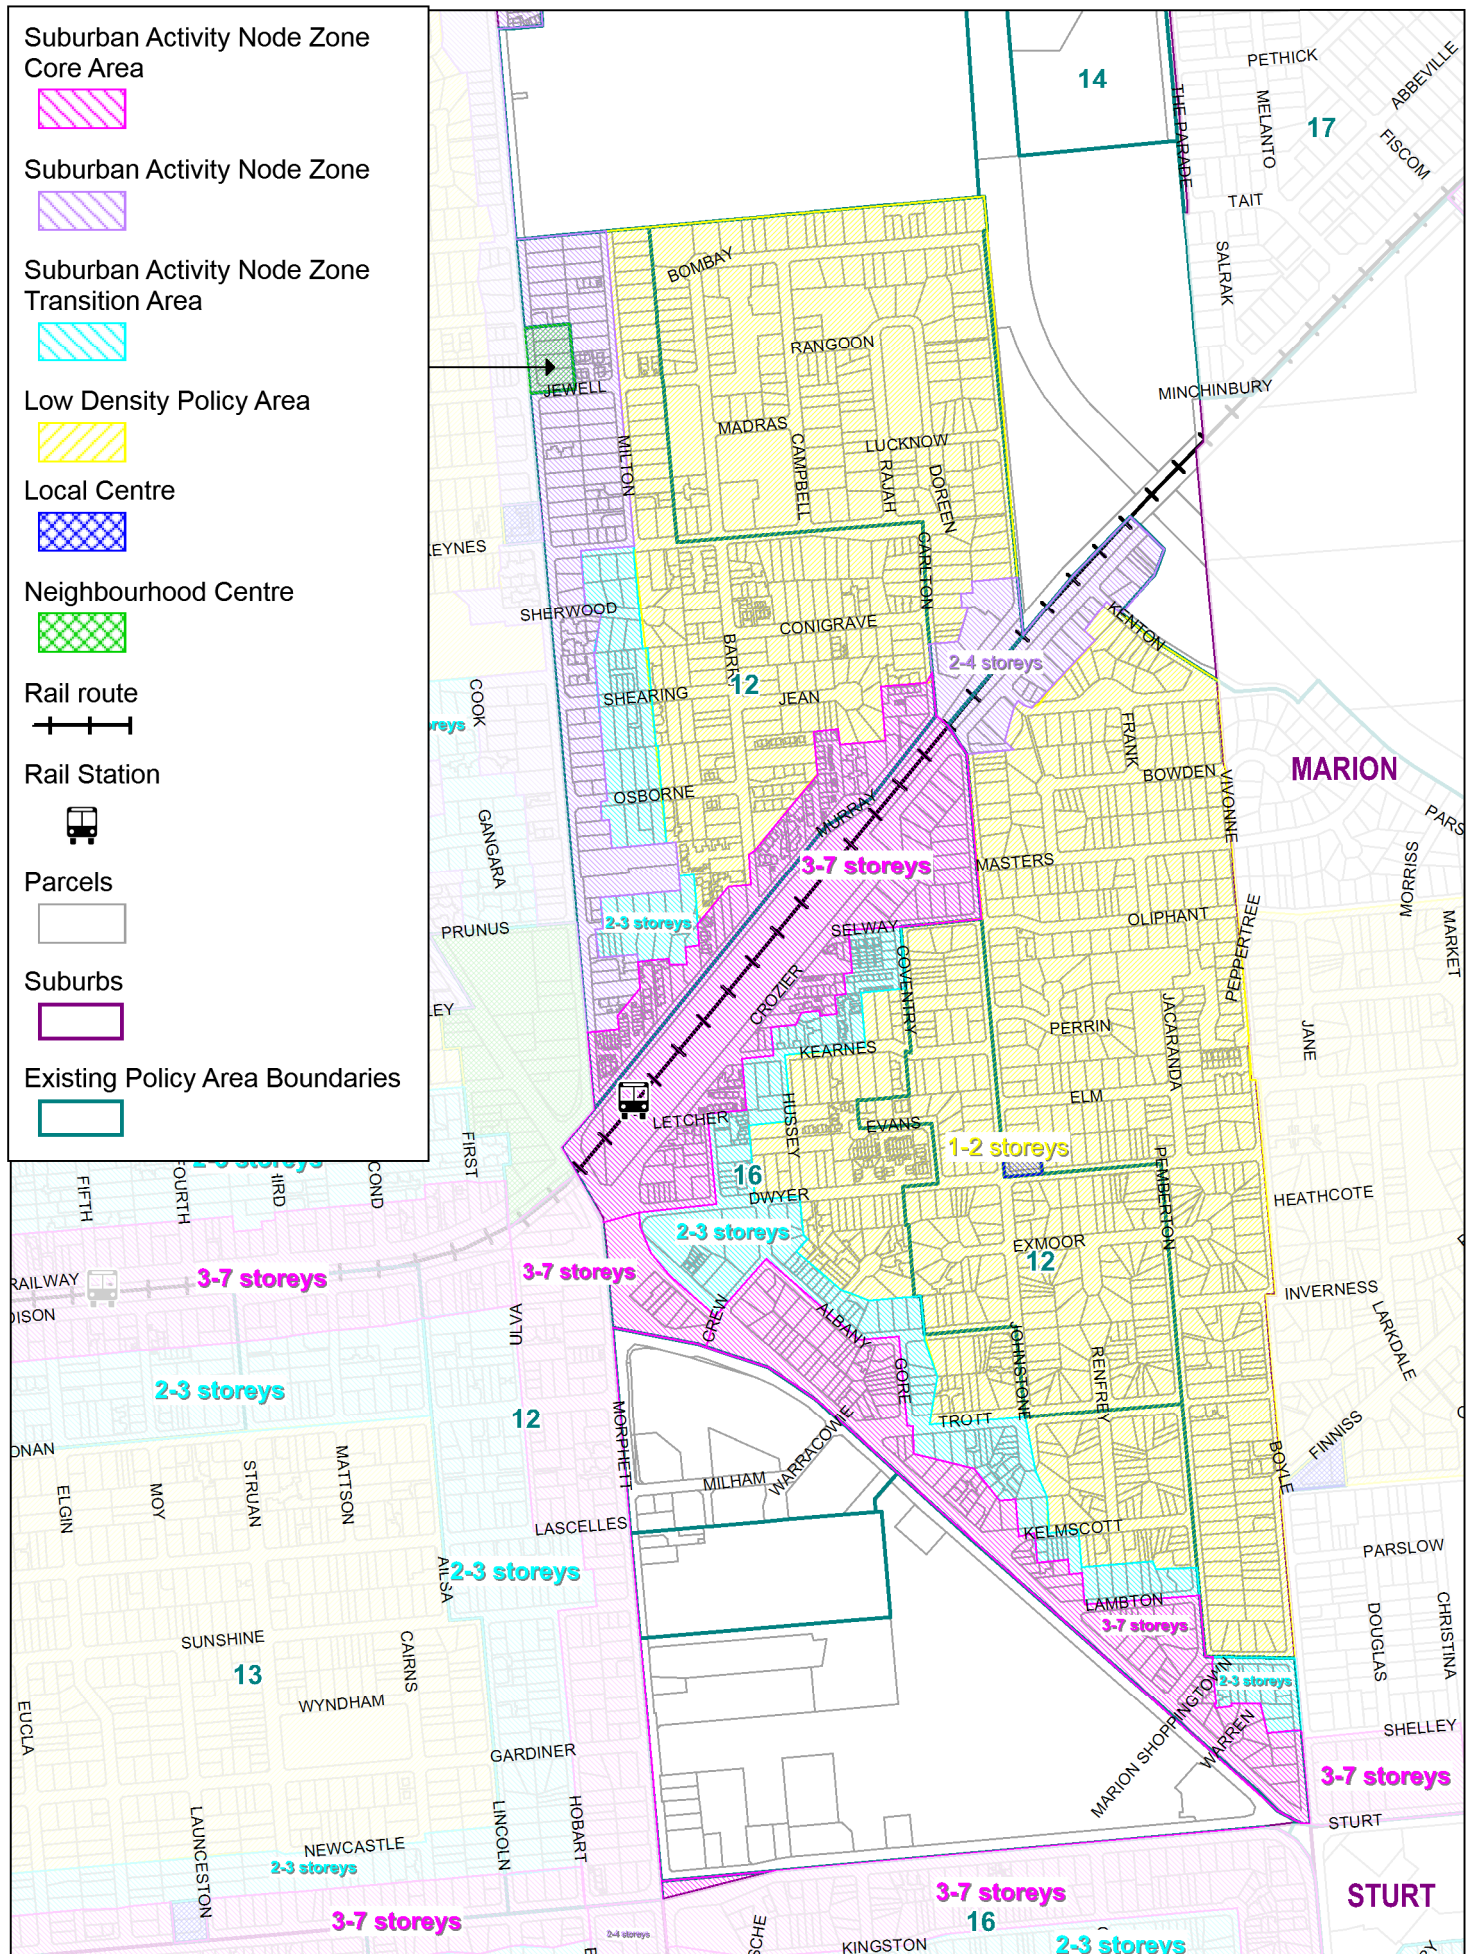 Suburban Activity Node Zone
Core Area
Suburban Activity Node Zone
Suburban Activity Node Zone
Transition Area
Low Density Policy Area
Local Centre
Neighbourhood Centre
Rail route
Rail Station
Parcels
Suburbs
Existing Policy Area Boundaries
14
17
PETHICK
ABBEVILLE
MELANTO
THE PARADE
FISCOM
TAIT
SALRAK
BOMBAY
RANGOON
MINCHINBURY
JEWELL
MADRAS
LUCKNOW
MILTON
CAMPBELL
RAJAH
DOREEN
CARLTON
SHERWOOD
CONIGRAVE
KENTON
2-4 storeys
12
SHEARING
JEAN
COOK
FRANK
BOWDEN
VIVONNE
MARION
OSBORNE
MURRAY
GANGARA
3-7 storeys
MASTERS
MORRISS
PRUNUS
2-3 storeys
SELWAY
OLIPHANT
COVENTRY
PEPPERTREE
MARKET
CROZIER
PERRIN
JACARANDA
JANE
KEARNES
ELM
LETCHER
HUSSEY
EVANS
FIRST
1-2 storeys
PEMBERTON
16
DWYER
FIFTH
HEATHCOTE
2-3 storeys
EXMOOR
12
RAILWAY
3-7 storeys
3-7 storeys
INVERNESS
ULVA
CREW
ALBANY
LARKDALE
JOHNSTONE
RENFREY
GORE
2-3 storeys
12
MORPHETT
WARRACOWIE
TROTT
BOYLE
FINNISS
MATTSON
STRUAN
MOY
ELGIN
MILHAM
LASCELLES
KELMSCOTT
PARSLOW
AILSA
2-3 storeys
LAMBTON
3-7 storeys
DOUGLAS
CHRISTINA
SUNSHINE
CAIRNS
13
WYNDHAM
2-3 storeys
MARION SHOPPINGTOWN
WARREN
EUCLA
GARDINER
SHELLEY
3-7 storeys
LAUNCESTON
NEWCASTLE
LINCOLN
HOBART
STURT
2-3 storeys
3-7 storeys
3-7 storeys
STURT
16
2-4 storeys
KINGSTON
2-3 storeys